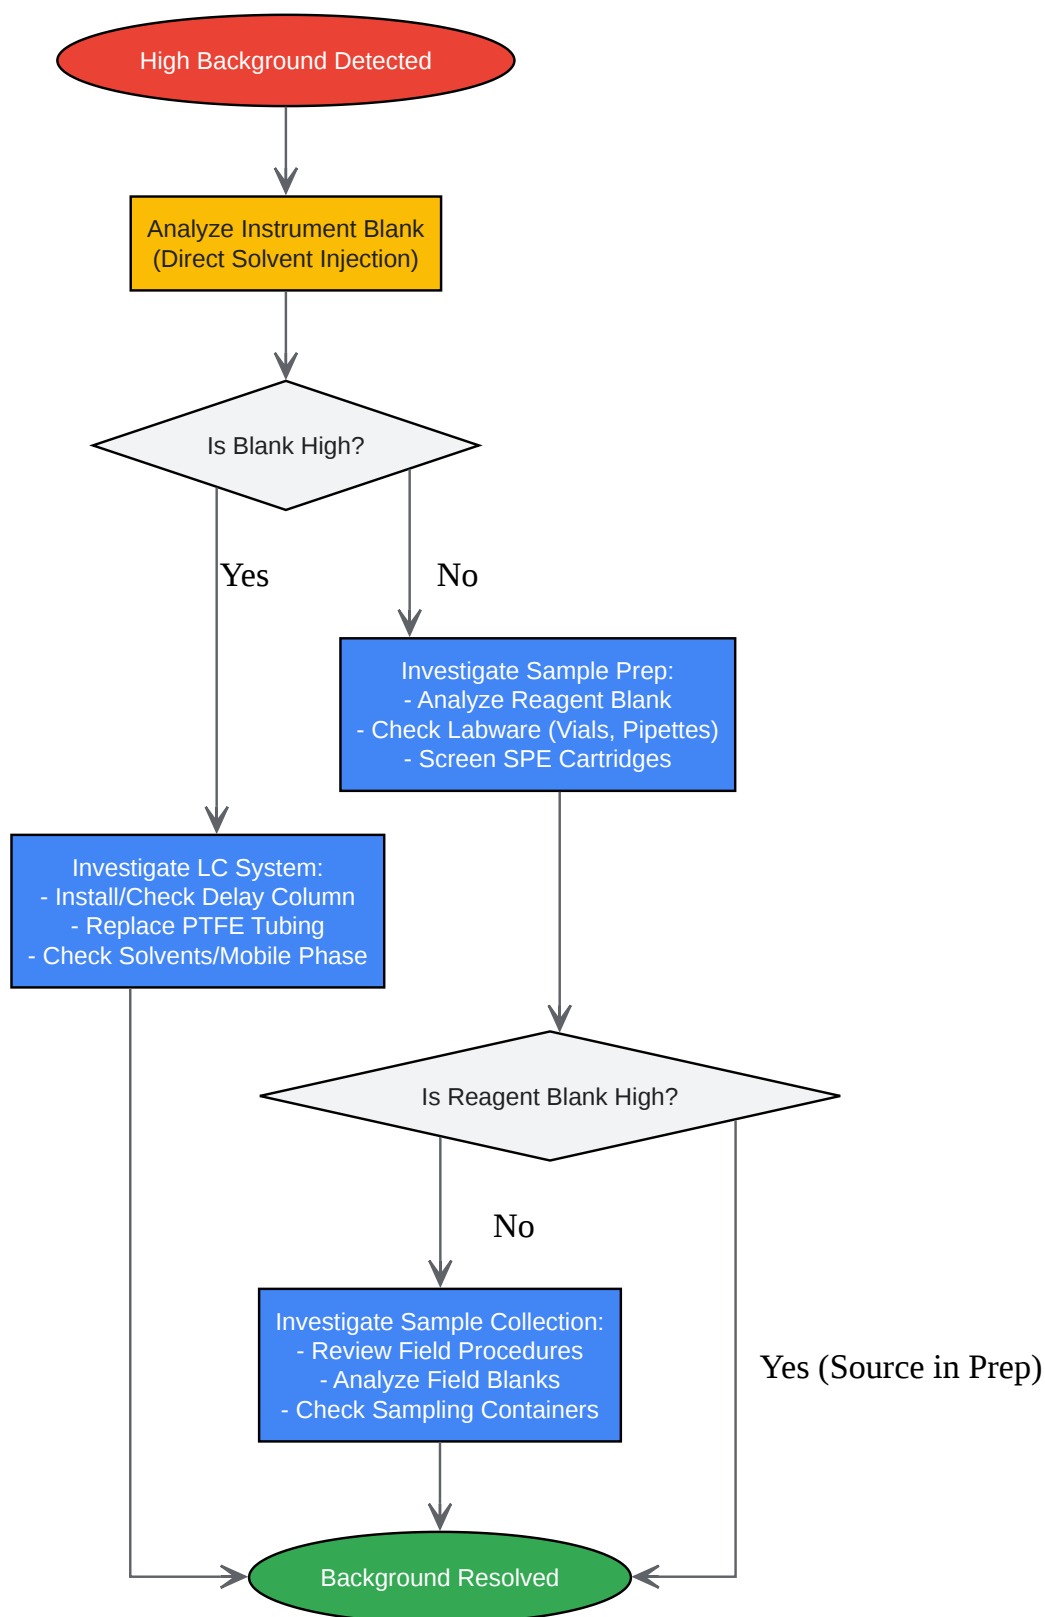 High Background Detected
Analyze Instrument Blank
(Direct Solvent Injection)
Is Blank High?
Yes
No
Investigate Sample Prep:
- Analyze Reagent Blank
- Check Labware (Vials, Pipettes)
- Screen SPE Cartridges
Investigate LC System:
- Install/Check Delay Column
- Replace PTFE Tubing
- Check Solvents/Mobile Phase
Is Reagent Blank High?
No
Investigate Sample Collection:
- Review Field Procedures
- Analyze Field Blanks
- Check Sampling Containers
Yes (Source in Prep)
Background Resolved